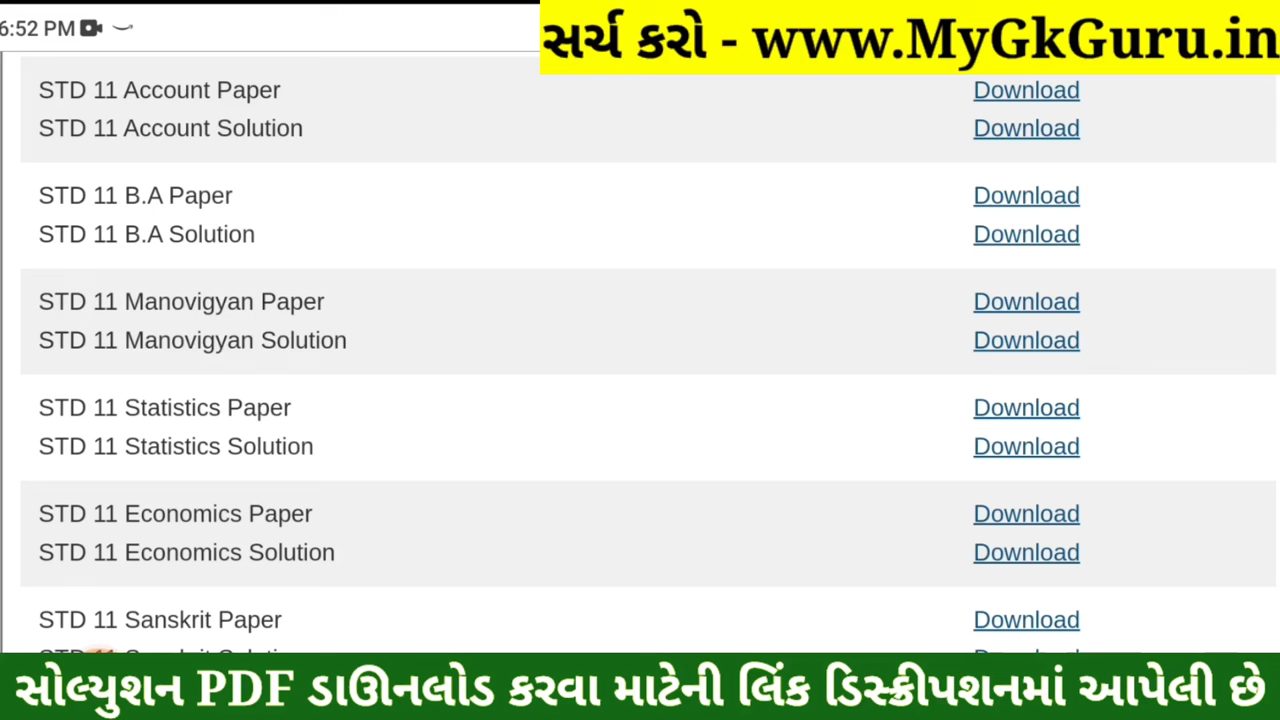 6:52 PM
સર્ચ કરો - www.MyGkGuru.in
STD 11 Account Paper Download
STD 11 Account Solution Download
STD 11 B.A Paper Download
STD 11 B.A Solution Download
STD 11 Manovigyan Paper Download
STD 11 Manovigyan Solution Download
STD 11 Statistics Paper Download
STD 11 Statistics Solution Download
STD 11 Economics Paper Download
STD 11 Economics Solution Download
STD 11 Sanskrit Paper Download
સોલ્યુશન PDF ડાઊનલોડ કરવા માટેની લિંક ડિસ્ક્રીપશનમાં આપેલી છે